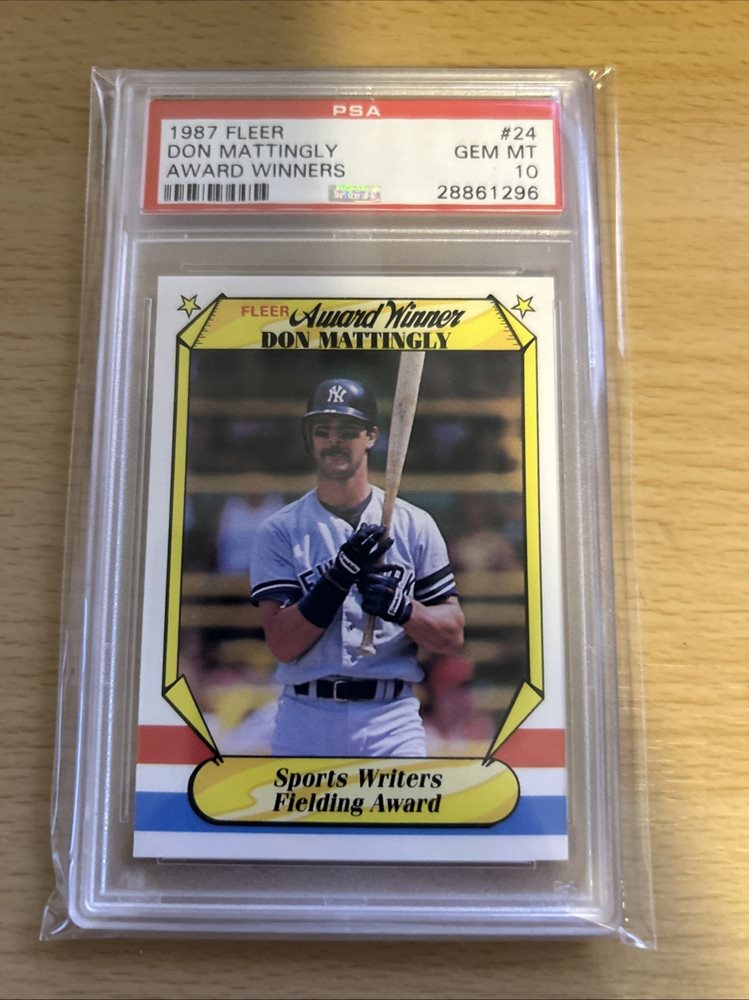 PSA
1987 FLEER #24
DON MATTINGLY GEM MT
AWARD WINNERS 10
28861296
FLEER Award Winner
DON MATTINGLY
NY
Sports Writers
Fielding Award